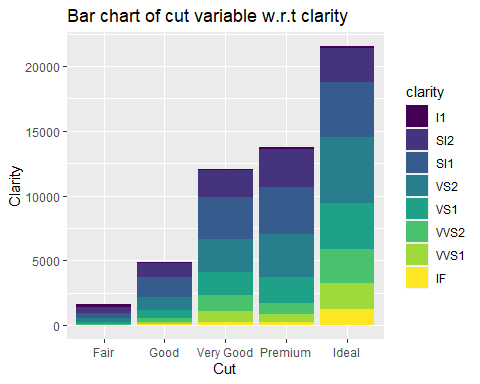 Bar chart of cut variable w.r.t clarity
Clarity
20000
15000
10000
5000
0
Fair
Good
Very Good
Premium
Ideal
Cut
clarity
I1
SI2
SI1
VS2
VS1
VVS2
VVS1
IF